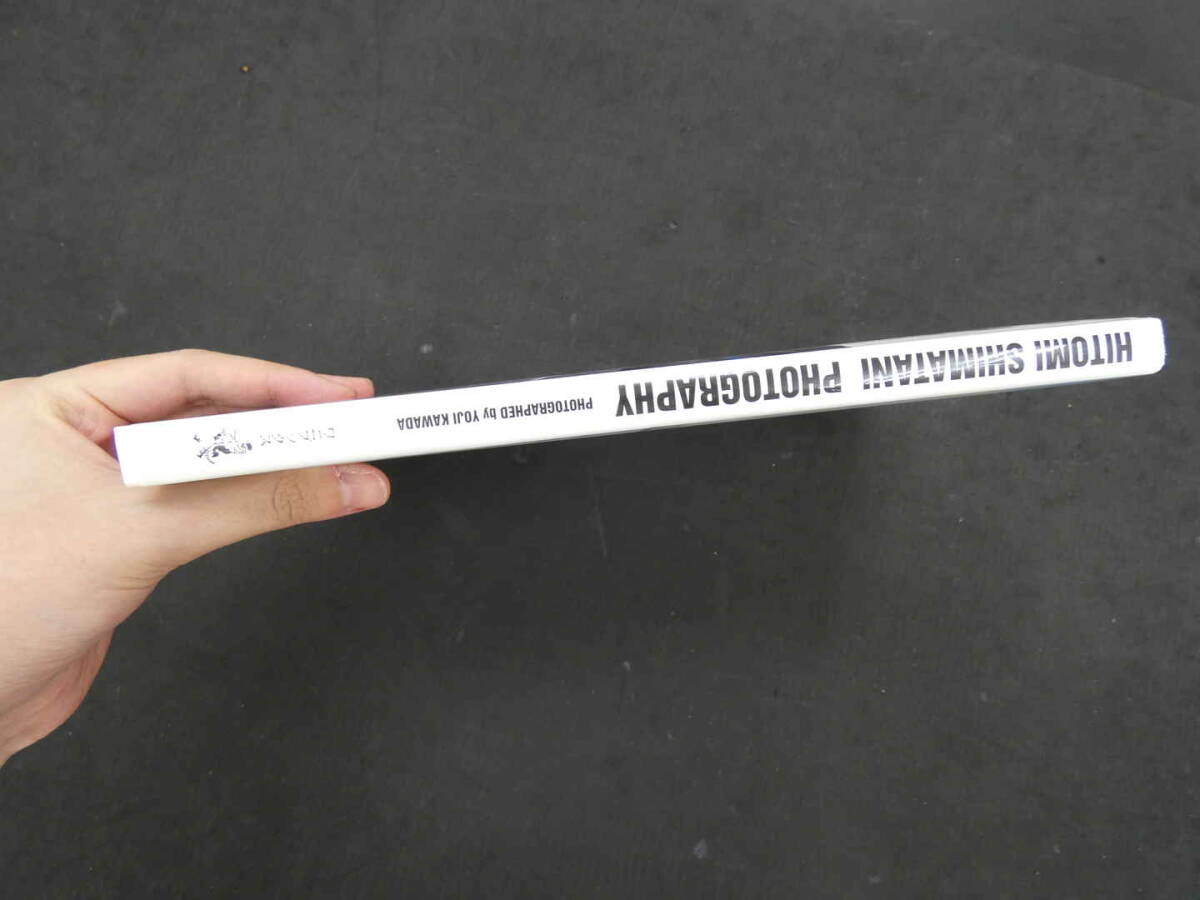 HITOMI SHIMATANI PHOTOGRAPHY
PHOTOGRAPHED by YOJI KAWADA